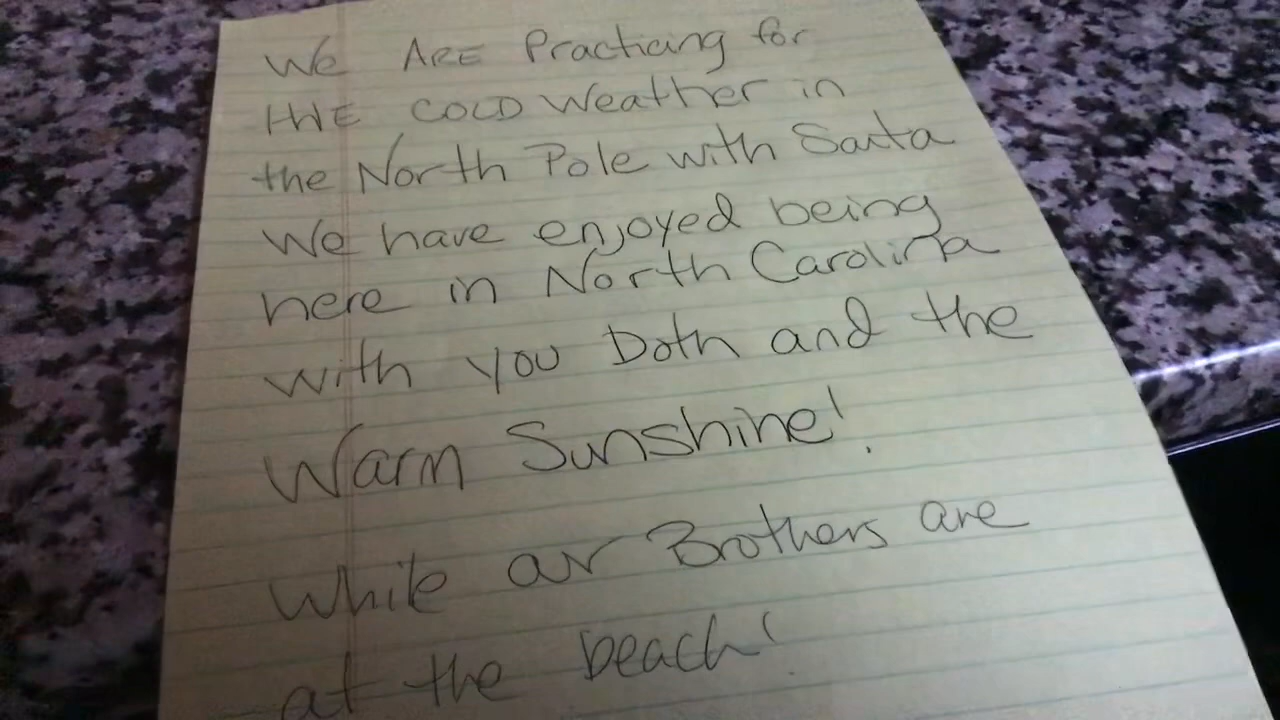 We ARE Practicing for
THE COLD Weather in
the North Pole with Santa
We have enjoyed being
here in North Carolina
with you Both and the
Warm Sunshine!
While our Brothers are
at the beach!